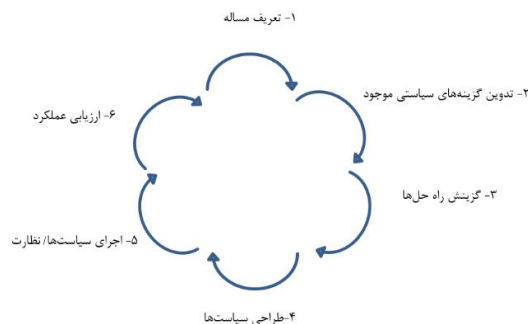 ۱- تعریف مساله
۲- تدوین گزینه‌های سیاستی موجود
۳- گزینش راه حل‌ها
۴-طراحی سیاست‌ها
۵- اجرای سیاست‌ها/ نظارت
۶- ارزیابی عملکرد